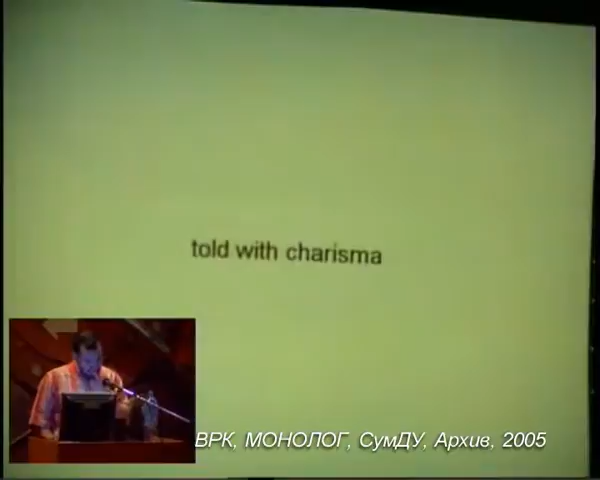 told with charisma
ВРК, МОНОЛОГ, СумДУ, Архив, 2005